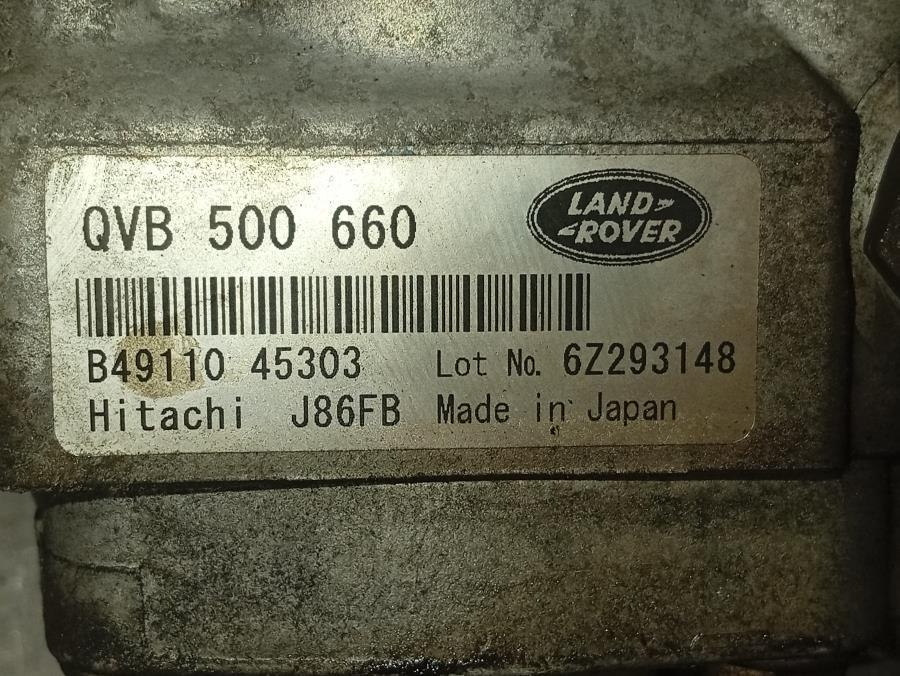 QVB 500 660
LAND
ROVER
B49110 45303 Lot No. 6Z293148
Hitachi J86FB Made in Japan